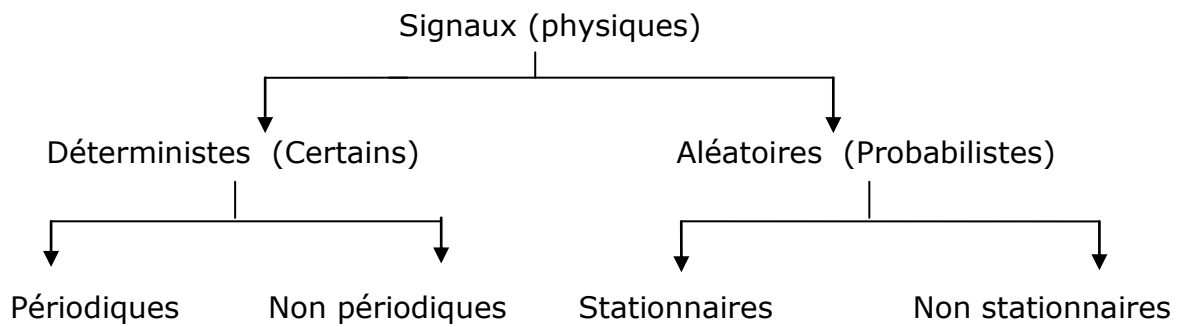 Signaux (physiques)
Déterministes (Certains) Aléatoires (Probabilistes)
Périodiques Non périodiques Stationnaires Non stationnaires